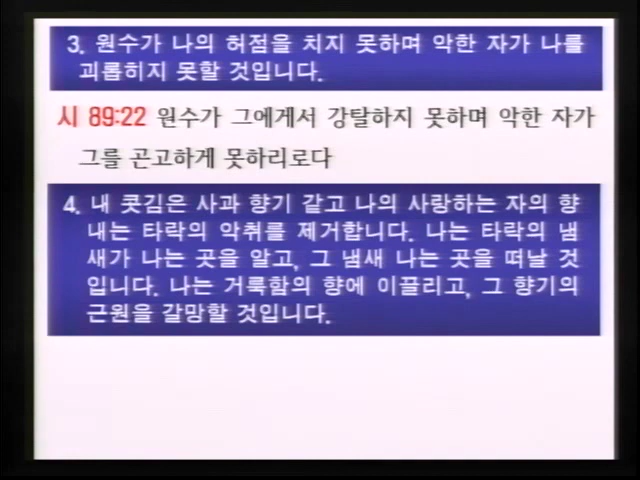 3. 원수가 나의 허점을 치지 못하며 악한 자가 나를
괴롭히지 못할 것입니다.
시 89:22 원수가 그에게서 강탈하지 못하며 악한 자가
그를 곤고하게 못하리로다
4. 내 콧김은 사과 향기 같고 나의 사랑하는 자의 향
내는 타락의 악취를 제거합니다. 나는 타락의 냄
새가 나는 곳을 알고, 그 냄새 나는 곳을 떠날 것
입니다. 나는 거룩함의 향에 이끌리고, 그 향기의
근원을 갈망할 것입니다.